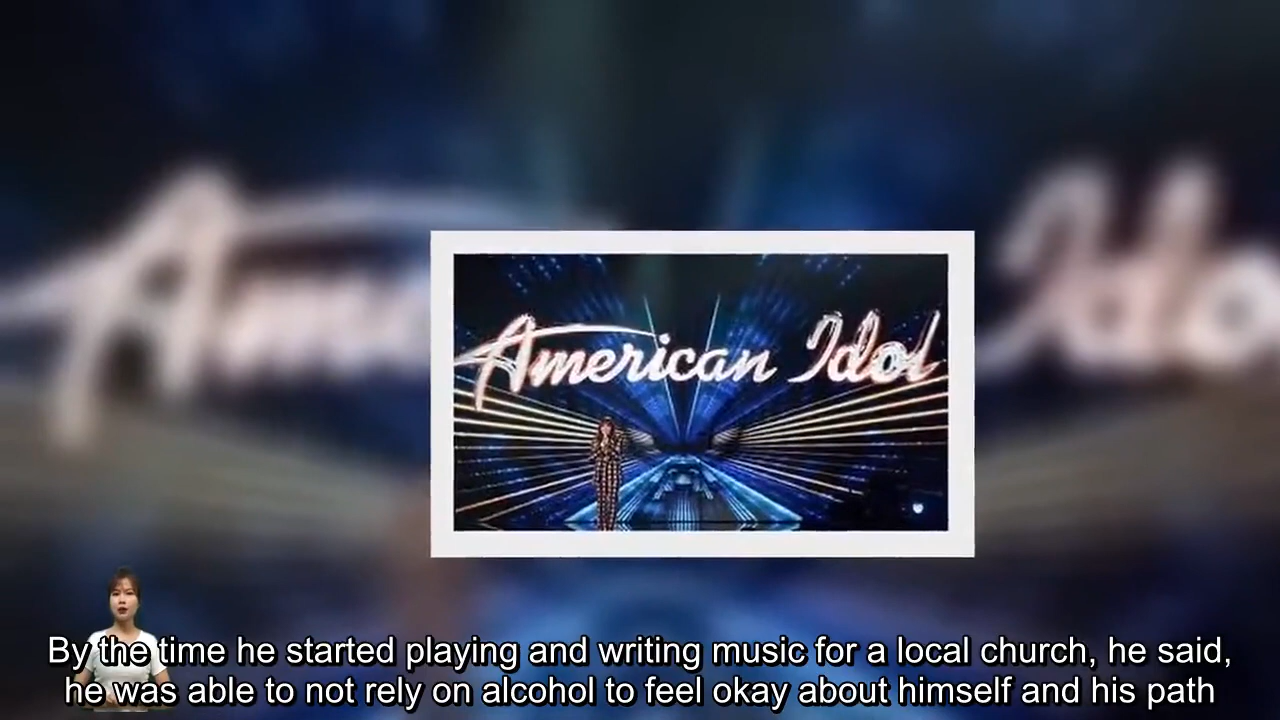 American Idol
By the time he started playing and writing music for a local church, he said,
he was able to not rely on alcohol to feel okay about himself and his path